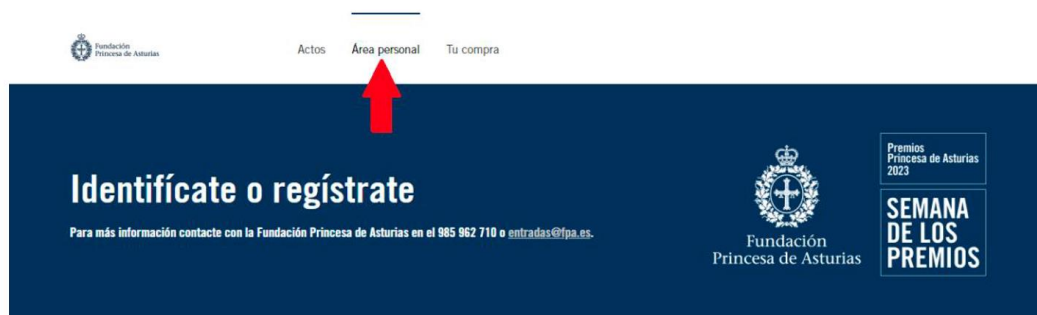 Fundación
Princesa de Asturias
Actos Área personal Tu compra
Identifícate o regístrate
Para más información contacte con la Fundación Princesa de Asturias en el 985 962 710 o entradas@fpa.es.
Fundación
Princesa de Asturias
Premios
Princesa de Asturias
2023
SEMANA
DE LOS
PREMIOS